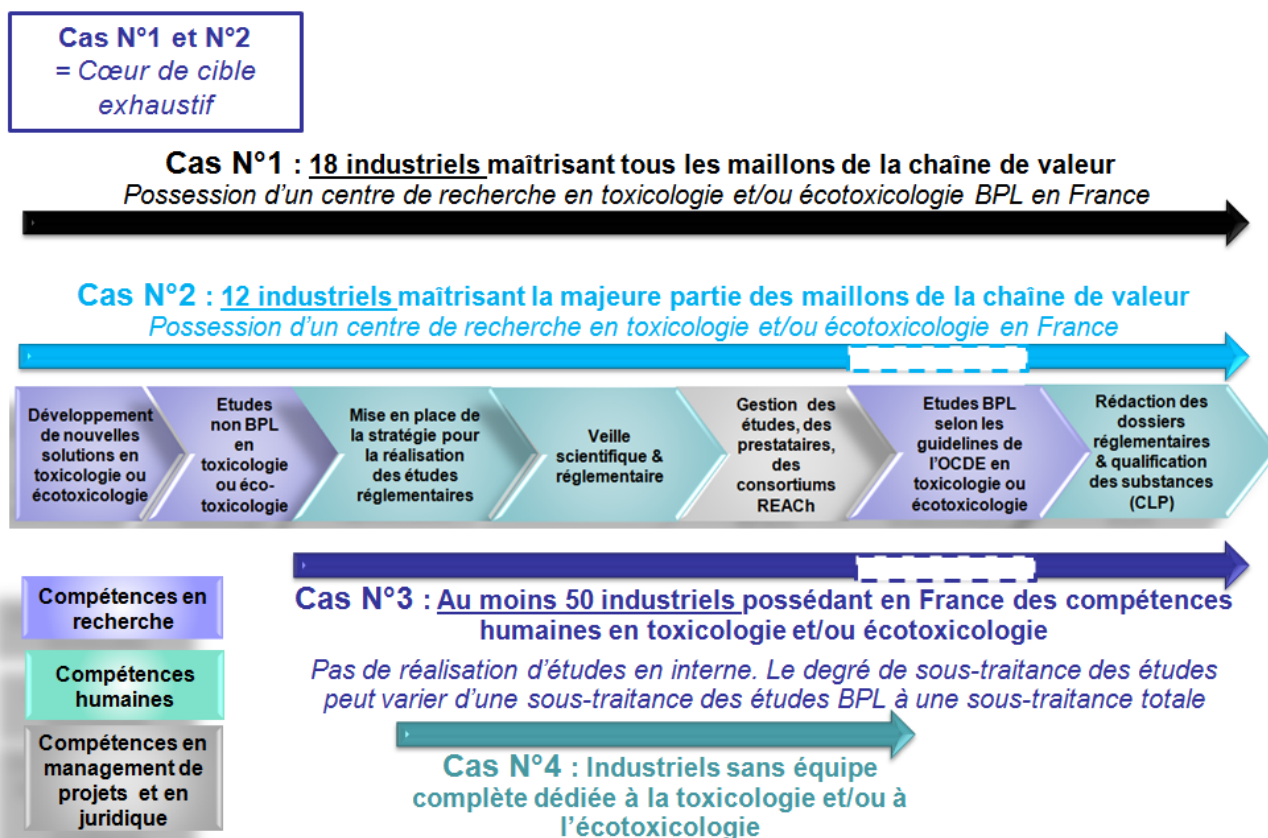 Cas N°1 et N°2
= Cœur de cible
exhaustif
Cas N°1 : 18 industriels maîtrisant tous les maillons de la chaîne de valeur
Possession d'un centre de recherche en toxicologie et/ou écotoxicologie BPL en France
Cas N°2 : 12 industriels maîtrisant la majeure partie des maillons de la chaîne de valeur
Possession d'un centre de recherche en toxicologie et/ou écotoxicologie en France
Développement
de nouvelles
solutions en
toxicologie ou
écotoxicologie
Etudes
non BPL
en
toxicologie
ou éco-
toxicologie
Mise en place de
la stratégie pour
la réalisation
des études
réglementaires
Veille
scientifique &
réglementaire
Gestion des
études, des
prestataires,
des
consortiums
REACh
Etudes BPL
selon les
guidelines de
l'OCDE en
toxicologie ou
écotoxicologie
Rédaction des
dossiers
réglementaires
& qualification
des substances
(CLP)
Compétences en
recherche
Compétences
humaines
Compétences en
management de
projets et en
juridique
Cas N°3 : Au moins 50 industriels possédant en France des compétences
humaines en toxicologie et/ou écotoxicologie
Pas de réalisation d'études en interne. Le degré de sous-traitance des études
peut varier d'une sous-traitance des études BPL à une sous-traitance totale
Cas N°4 : Industriels sans équipe
complète dédiée à la toxicologie et/ou à
l'écotoxicologie